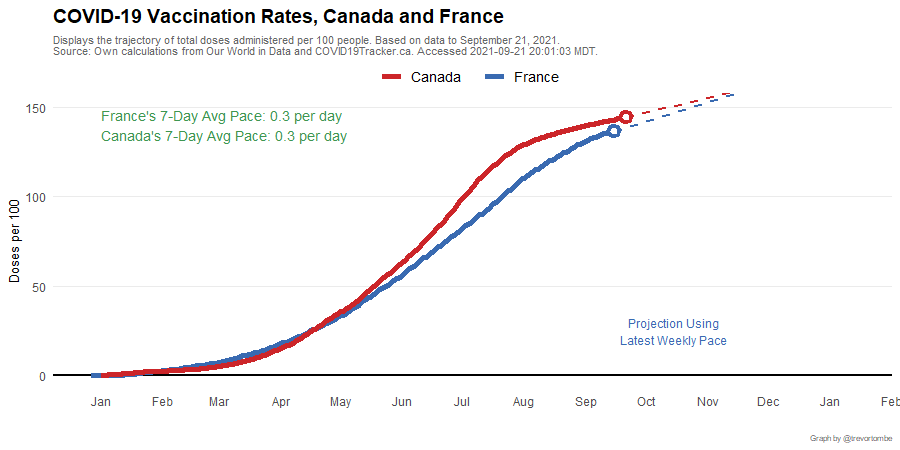 COVID-19 Vaccination Rates, Canada and France
Displays the trajectory of total doses administered per 100 people. Based on data to September 21, 2021.
Source: Own calculations from Our World in Data and COVID19Tracker.ca. Accessed 2021-09-21 20:01:03 MDT.
Canada France
France's 7-Day Avg Pace: 0.3 per day
Canada's 7-Day Avg Pace: 0.3 per day
Doses per 100
150
100
50
0
Projection Using
Latest Weekly Pace
Jan Feb Mar Apr May Jun Jul Aug Sep Oct Nov Dec Jan Feb
Graph by @trevortombe